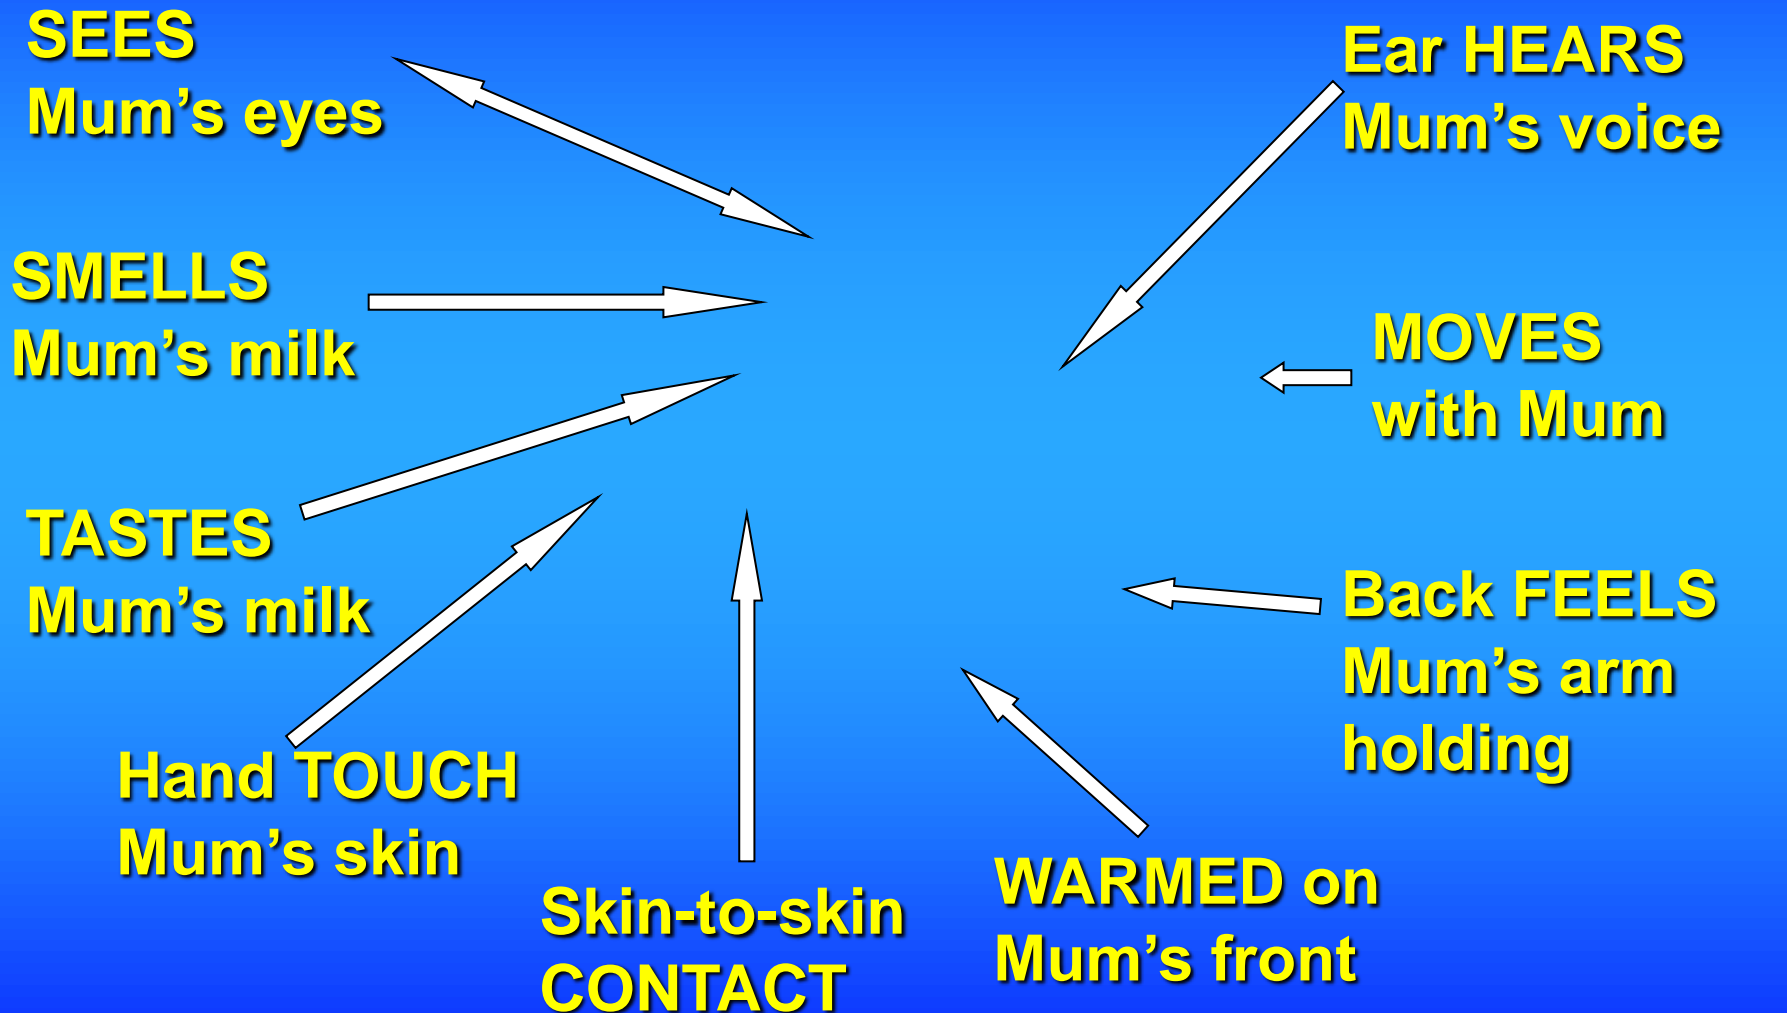 SEES
Mum’s eyes
SMELLS
Mum’s milk
TASTES
Mum’s milk
Hand TOUCH
Mum’s skin
Skin-to-skin
CONTACT
WARMED on
Mum’s front
Back FEELS
Mum’s arm
holding
MOVES
with Mum
Ear HEARS
Mum’s voice